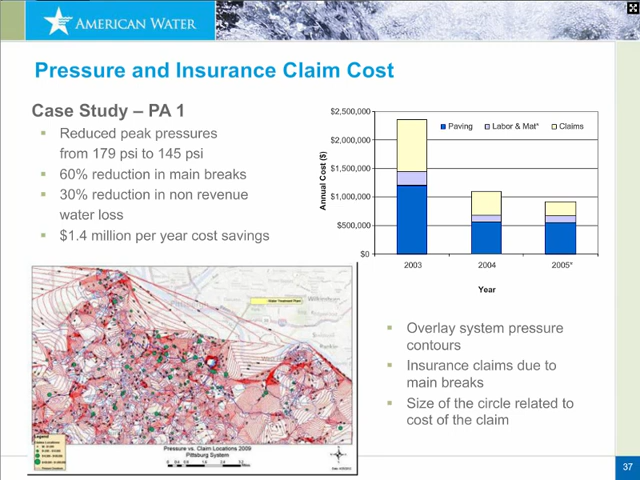 AMERICAN WATER
Pressure and Insurance Claim Cost
Case Study – PA 1
Reduced peak pressures
from 179 psi to 145 psi
60% reduction in main breaks
30% reduction in non revenue
water loss
$1.4 million per year cost savings
$2,500,000
$2,000,000
$1,500,000
$1,000,000
$500,000
$0
Annual Cost ($)
Paving
Labor & Mat*
Claims
2003
2004
2005*
Year
Overlay system pressure
contours
Insurance claims due to
main breaks
Size of the circle related to
cost of the claim
Legend
Pressure vs. Claim Locations 2009
Pittsburg System
37